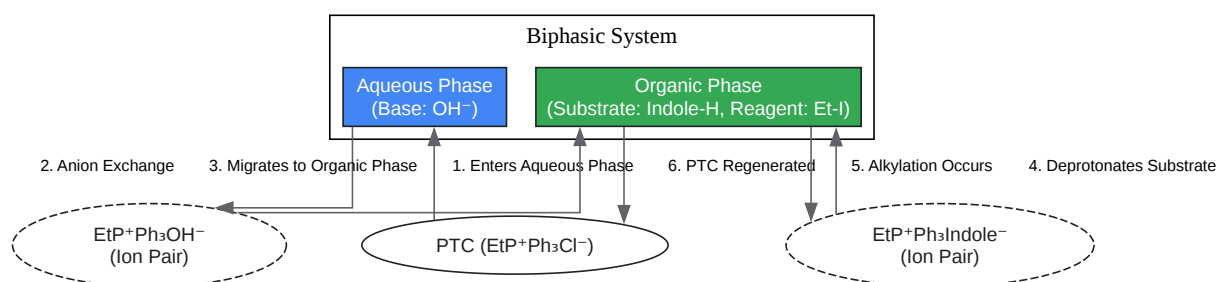 Biphasic System
Aqueous Phase
(Base: OH⁻)
Organic Phase
(Substrate: Indole-H, Reagent: Et-I)
2. Anion Exchange
3. Migrates to Organic Phase
1. Enters Aqueous Phase
6. PTC Regenerated
5. Alkylation Occurs
4. Deprotonates Substrate
EtP⁺Ph₃OH⁻
(Ion Pair)
PTC (EtP⁺Ph₃Cl⁻)
EtP⁺Ph₃Indole⁻
(Ion Pair)